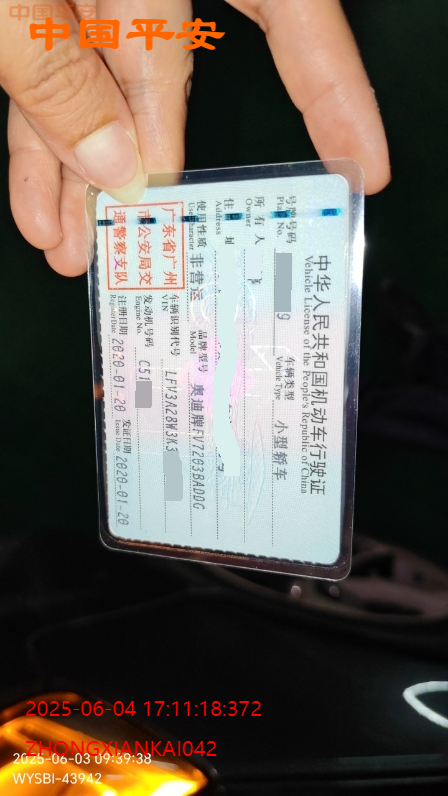 中国平安
中国平安
中华人民共和国机动车行驶证
Vehicle License of the People's Republic of China
号牌号码
Plate No.
9
车辆类型
Vehicle Type
小型轿车
所有人
Owner
住址
Address
使用性质
Use Character
非营运
品牌型号
Model
奥迪牌FV7203BADDG
广东省广州
市公安局交
通警察支队
车辆识别代号
VIN
LFV3A28W3K3
发动机号码
Engine No.
C51
注册日期
Register Date
2020-01-20
发证日期
Issue Date
2020-01-20
2025-06-04 17:11:18:372
ZHONGXIANKAI042
2025-06-03 09:39:38
WYSBI-43942